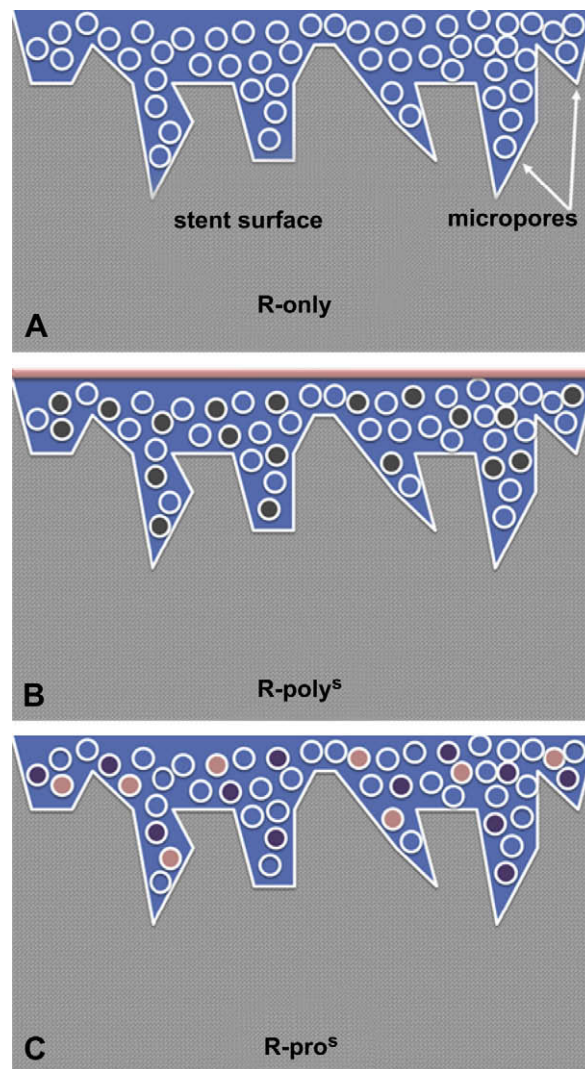 stent surface
micropores
R-only
A
R-polyˢ
B
R-proˢ
C